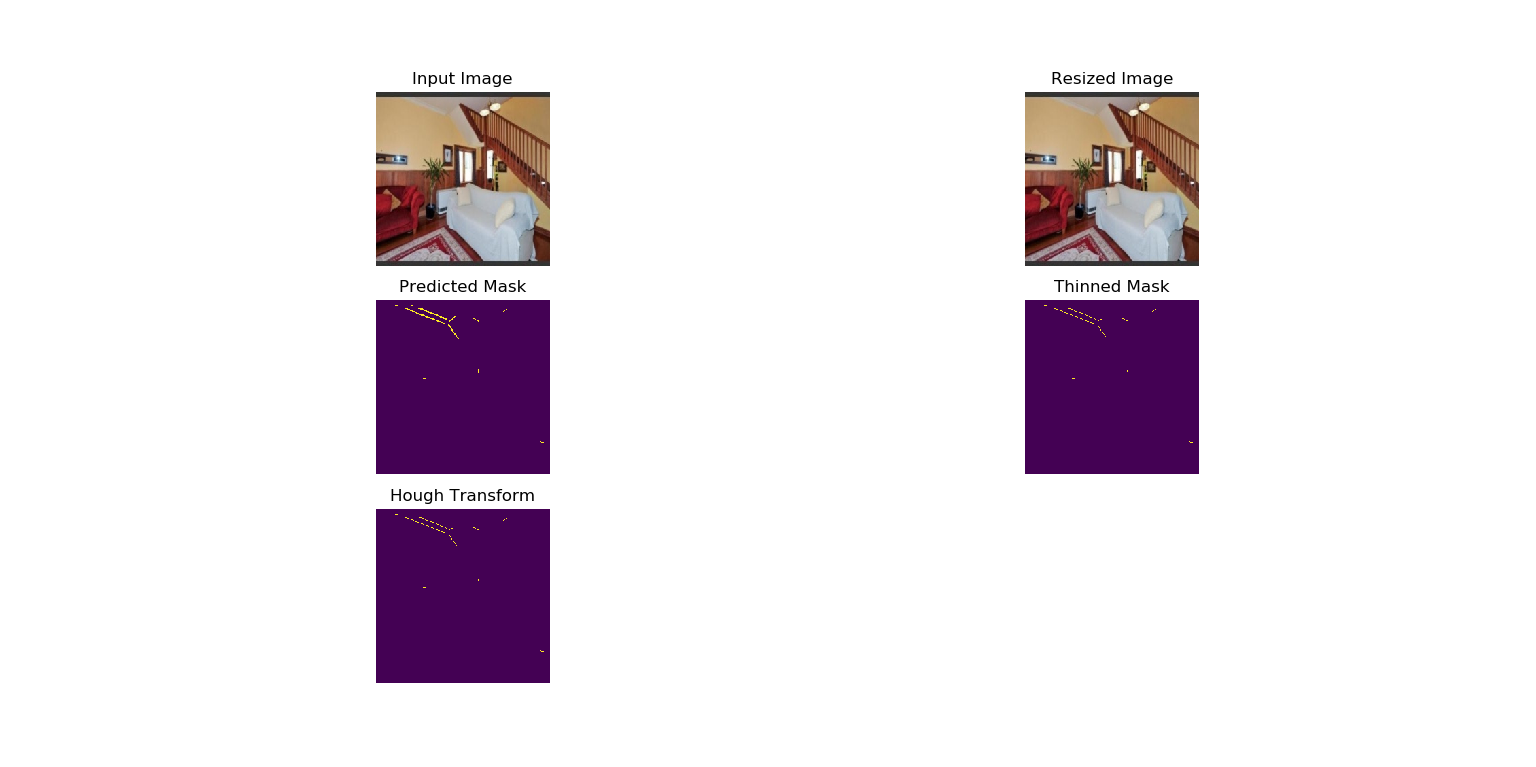 Input Image
Resized Image
Predicted Mask
Thinned Mask
Hough Transform